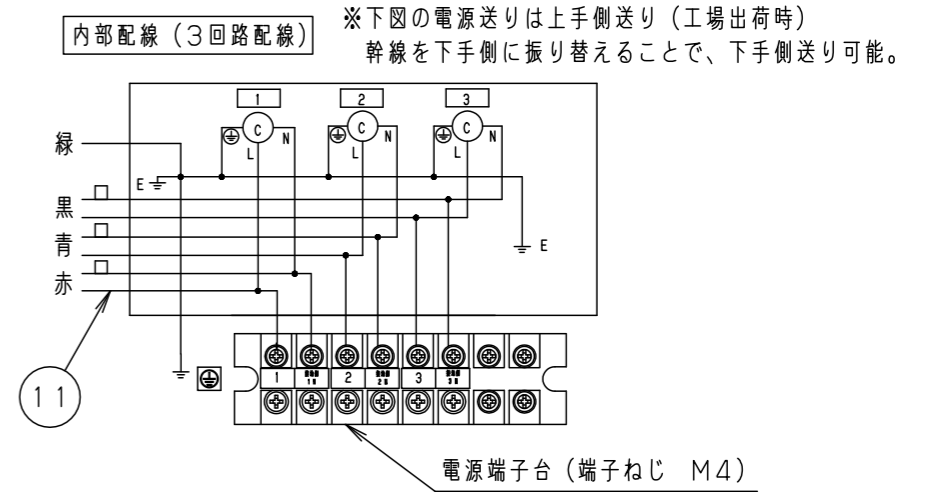 内部配線（３回路配線）
※下図の電源送りは上手側送り（工場出荷時）
幹線を下手側に振り替えることで、下手側送り可能。
1 2 3
C N C N C N
L L L
緑
E
黒
E
青
赤
11
1 1N 2 2N 3 3N
電源端子台（端子ねじ　Ｍ４）